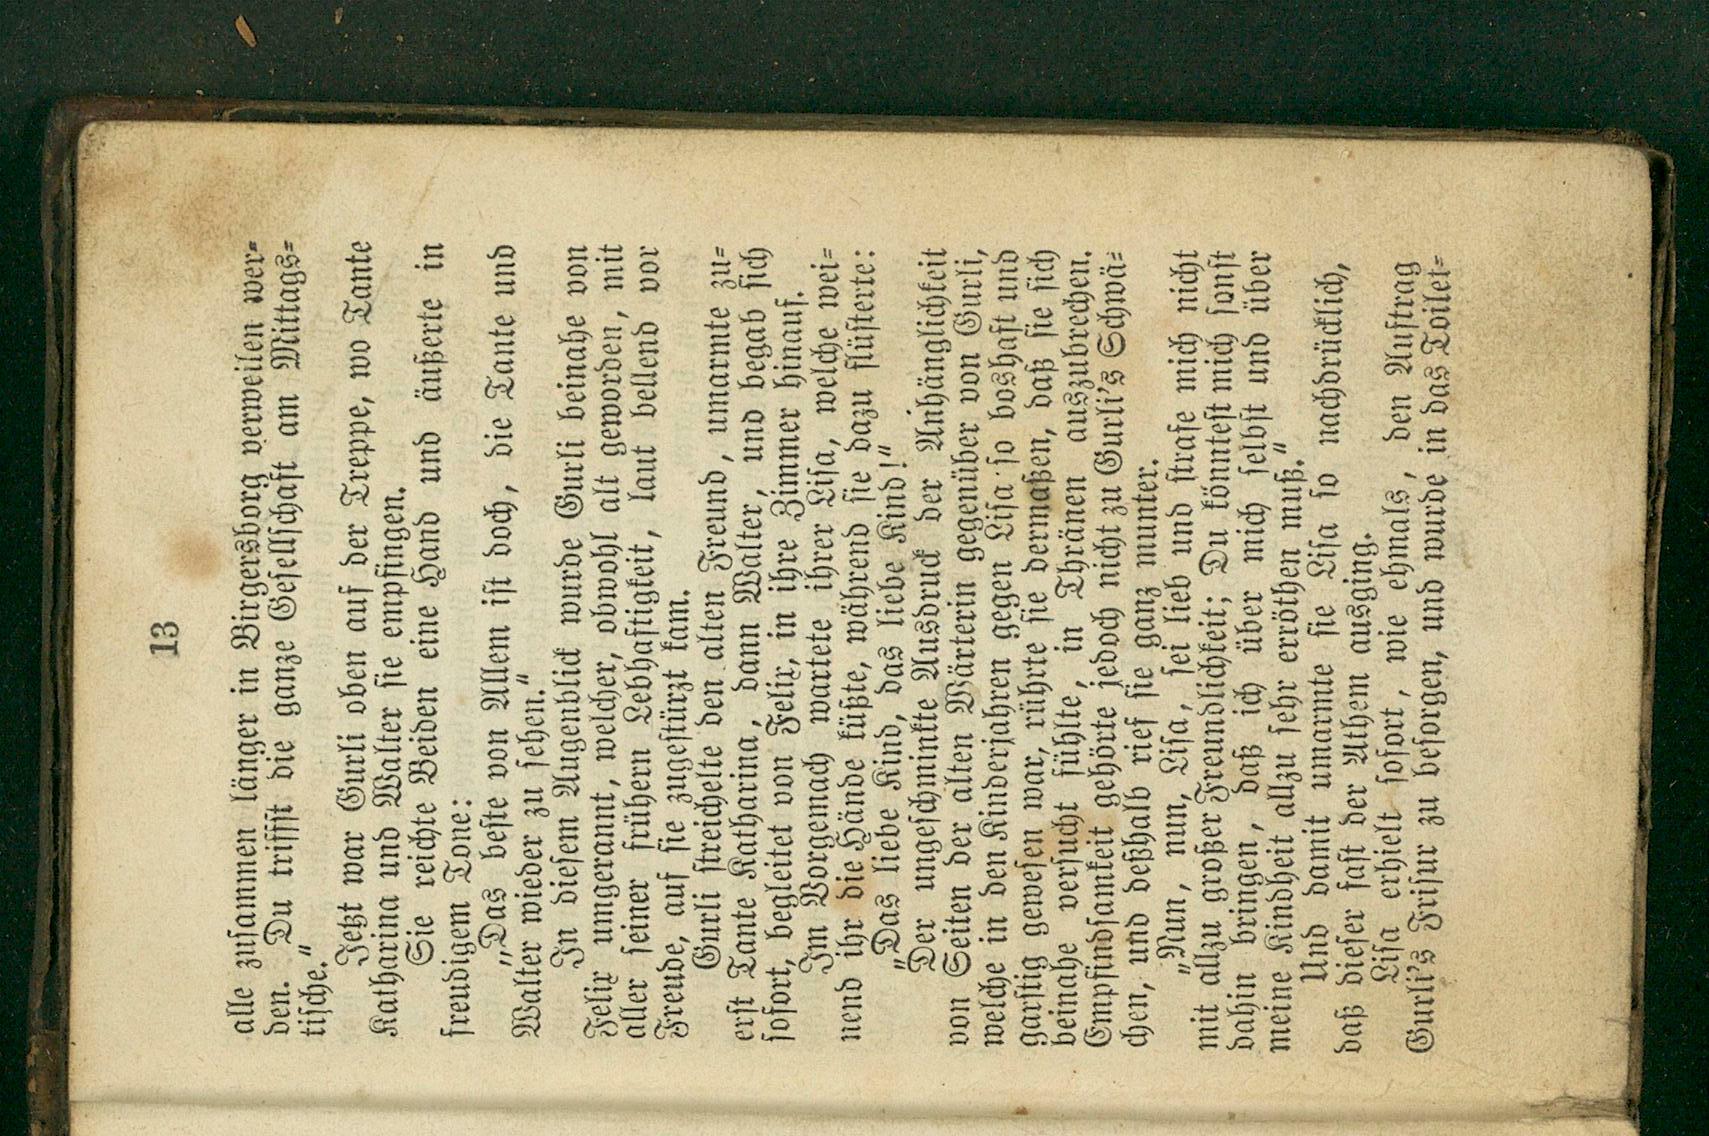 13
alle zusammen länger in Birgersborg verweilen wer-
den. Du triffst die ganze Gesellschaft am Mittags-
tische.“
Jetzt war Gurli oben auf der Treppe, wo Tante
Katharina und Walter sie empfingen.
Sie reichte Beiden eine Hand und äußerte in
freudigem Tone:
„Das beste von Allem ist doch, die Tante und
Walter wieder zu sehen.“
In diesem Augenblick wurde Gurli beinahe von
Felix umgerannt, welcher, obwohl alt geworden, mit
aller seiner frühern Lebhaftigkeit, laut bellend vor
Freude, auf sie zugestürzt kam.
Gurli streichelte den alten Freund, umarmte zu-
erst Tante Katharina, dann Walter, und begab sich
sofort, begleitet von Felix, in ihre Zimmer hinauf.
Im Vorgemach wartete ihrer Lisa, welche wei-
nend ihr die Hände küßte, während sie dazu flüsterte:
„Das liebe Kind, das liebe Kind!“
Der ungeschminkte Ausdruck der Anhänglichkeit
von Seiten der alten Wärterin gegenüber von Gurli,
welche in den Kinderjahren gegen Lisa so boshaft und
garstig gewesen war, rührte sie dermaßen, daß sie sich
beinahe versucht fühlte, in Thränen auszubrechen.
Empfindsamkeit gehörte jedoch nicht zu Gurli's Schwä-
chen, und deßhalb rief sie ganz munter.
„Nun, nun, Lisa, sei lieb und strafe mich nicht
mit allzu großer Freundlichkeit; Du könntest mich sonst
dahin bringen, daß ich über mich selbst und über
meine Kindheit allzu sehr erröthen muß.“
Und damit umarmte sie Lisa so nachdrücklich,
daß dieser fast der Athem ausging.
Lisa erhielt sofort, wie ehmals, den Auftrag
Gurli's Frisur zu besorgen, und wurde in das Toilet-